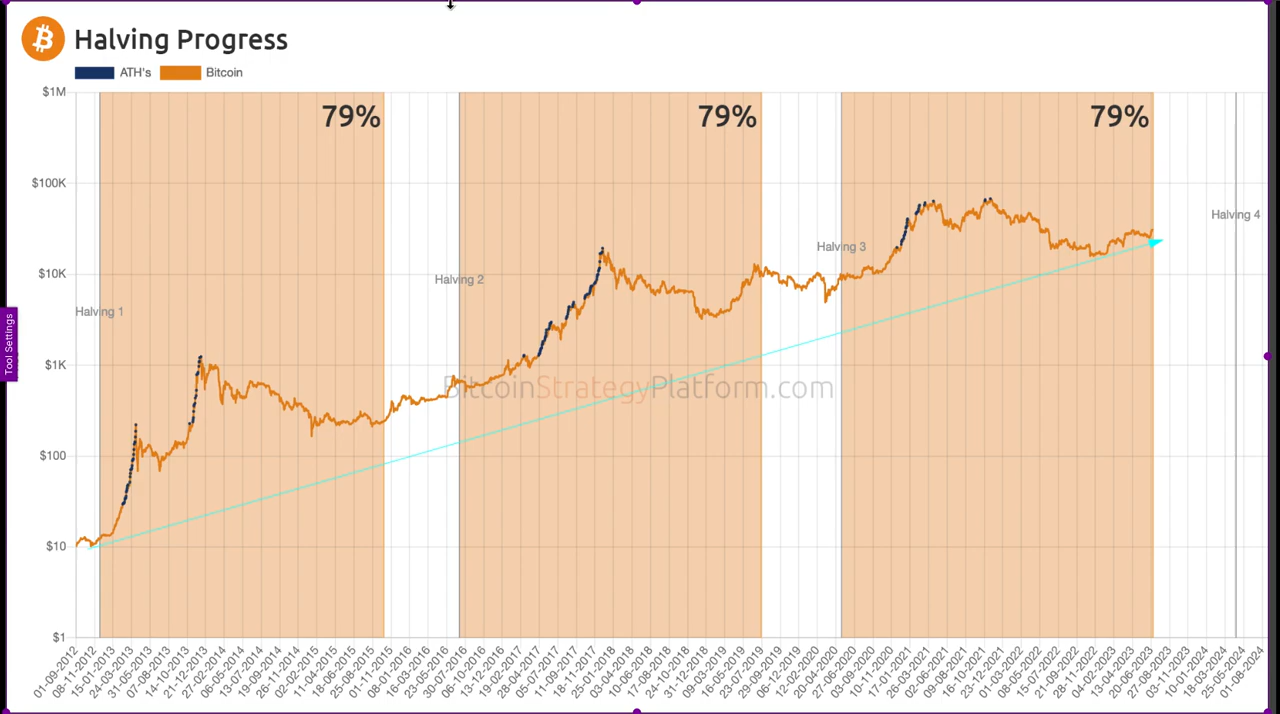 Halving Progress
ATH's Bitcoin
$1M
79% 79% 79%
$100K
Halving 4
Halving 3
$10K
Halving 2
Halving 1
Tool Settings
$1K
BitcoinStrategyPlatform.com
$100
$10
$1
01-09-2012 08-11-2012 15-01-2013 24-03-2013 31-05-2013 07-08-2013 14-10-2013 21-12-2013 27-02-2014 06-05-2014 13-07-2014 19-09-2014 26-11-2014 02-02-2015 11-04-2015 18-06-2015 25-08-2015 01-11-2015 08-01-2016 16-03-2016 23-05-2016 30-07-2016 06-10-2016 13-12-2016 19-02-2017 28-04-2017 05-07-2017 11-09-2017 18-11-2017 25-01-2018 03-04-2018 10-06-2018 17-08-2018 24-10-2018 31-12-2018 09-03-2019 16-05-2019 23-07-2019 29-09-2019 06-12-2019 12-02-2020 20-04-2020 27-06-2020 03-09-2020 10-11-2020 17-01-2021 26-03-2021 02-06-2021 09-08-2021 16-10-2021 23-12-2021 01-03-2022 08-05-2022 15-07-2022 21-09-2022 28-11-2022 04-02-2023 13-04-2023 20-06-2023 27-08-2023 03-11-2023 10-01-2024 18-03-2024 25-05-2024 01-08-2024